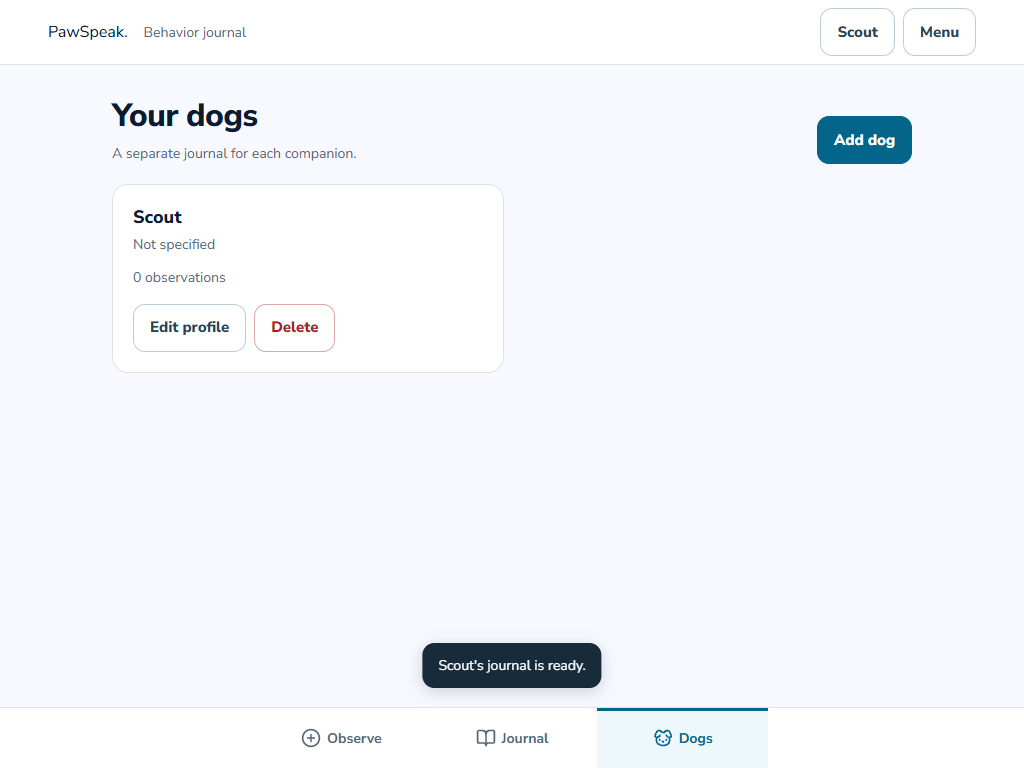 PawSpeak. Behavior journal
Scout
Menu
Your dogs
A separate journal for each companion.
Add dog
Scout
Not specified
0 observations
Edit profile
Delete
Scout's journal is ready.
Observe
Journal
Dogs